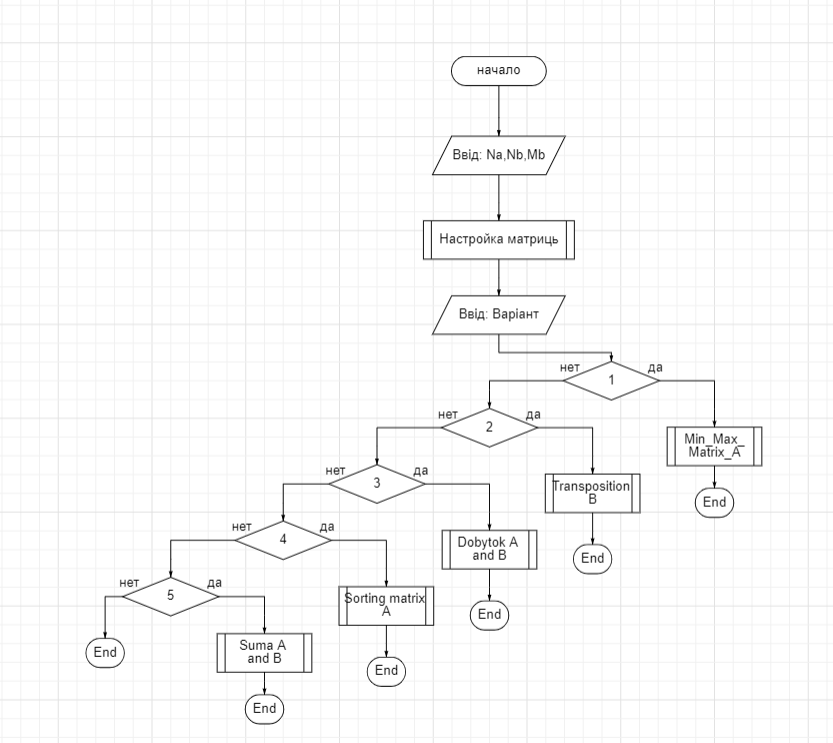 начало
Ввід: Na,Nb,Mb
Настройка матриць
Ввід: Варіант
нет
да
1
нет
да
2
Min_Max_
Matrix_A
нет
да
3
Transposition
B
End
нет
да
4
Dobytok A
and B
End
нет
да
5
Sorting matrix
A
End
End
Suma A
and B
End
End